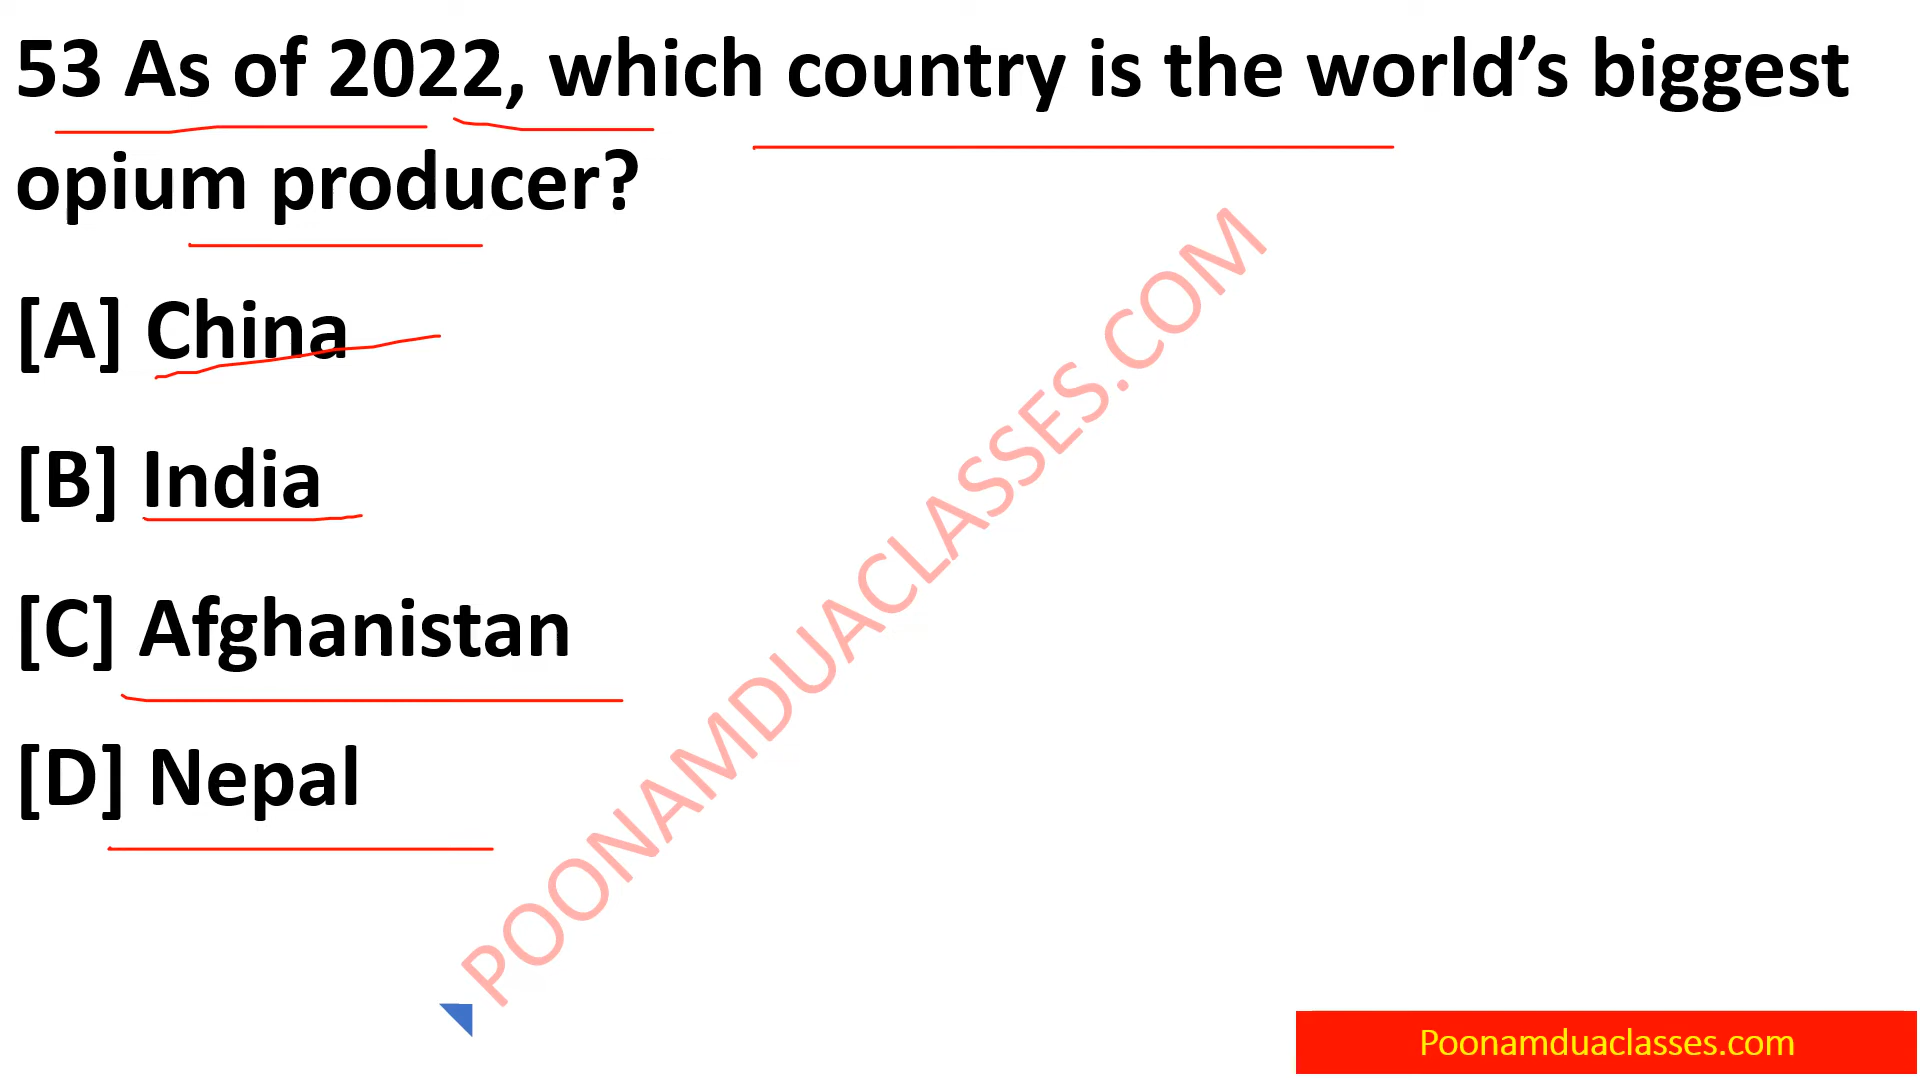 53 As of 2022, which country is the world’s biggest
opium producer?
[A] China
[B] India
[C] Afghanistan
[D] Nepal
POONAMDUACLASSES.COM
Poonamduaclasses.com